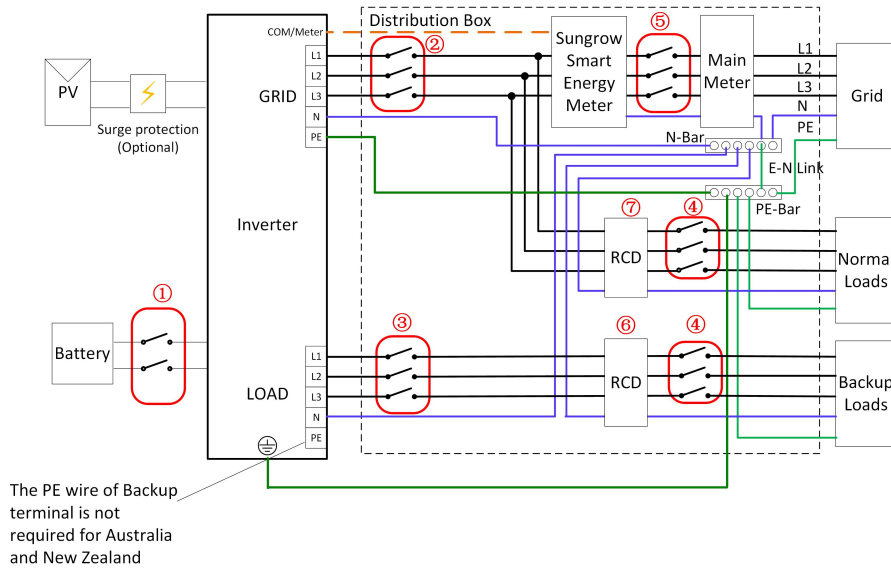 Distribution Box
COM/Meter
②
⑤
Sungrow
Smart
Energy
Meter
Main
Meter
L1
L2
L3
N
PE
L1
L2
L3
N
PE
GRID
Grid
PV
Surge protection
(Optional)
N-Bar
E-N Link
PE-Bar
Inverter
⑦
④
RCD
Normal
Loads
①
Battery
③
⑥
④
L1
L2
L3
N
PE
LOAD
RCD
Backup
Loads
The PE wire of Backup
terminal is not
required for Australia
and New Zealand